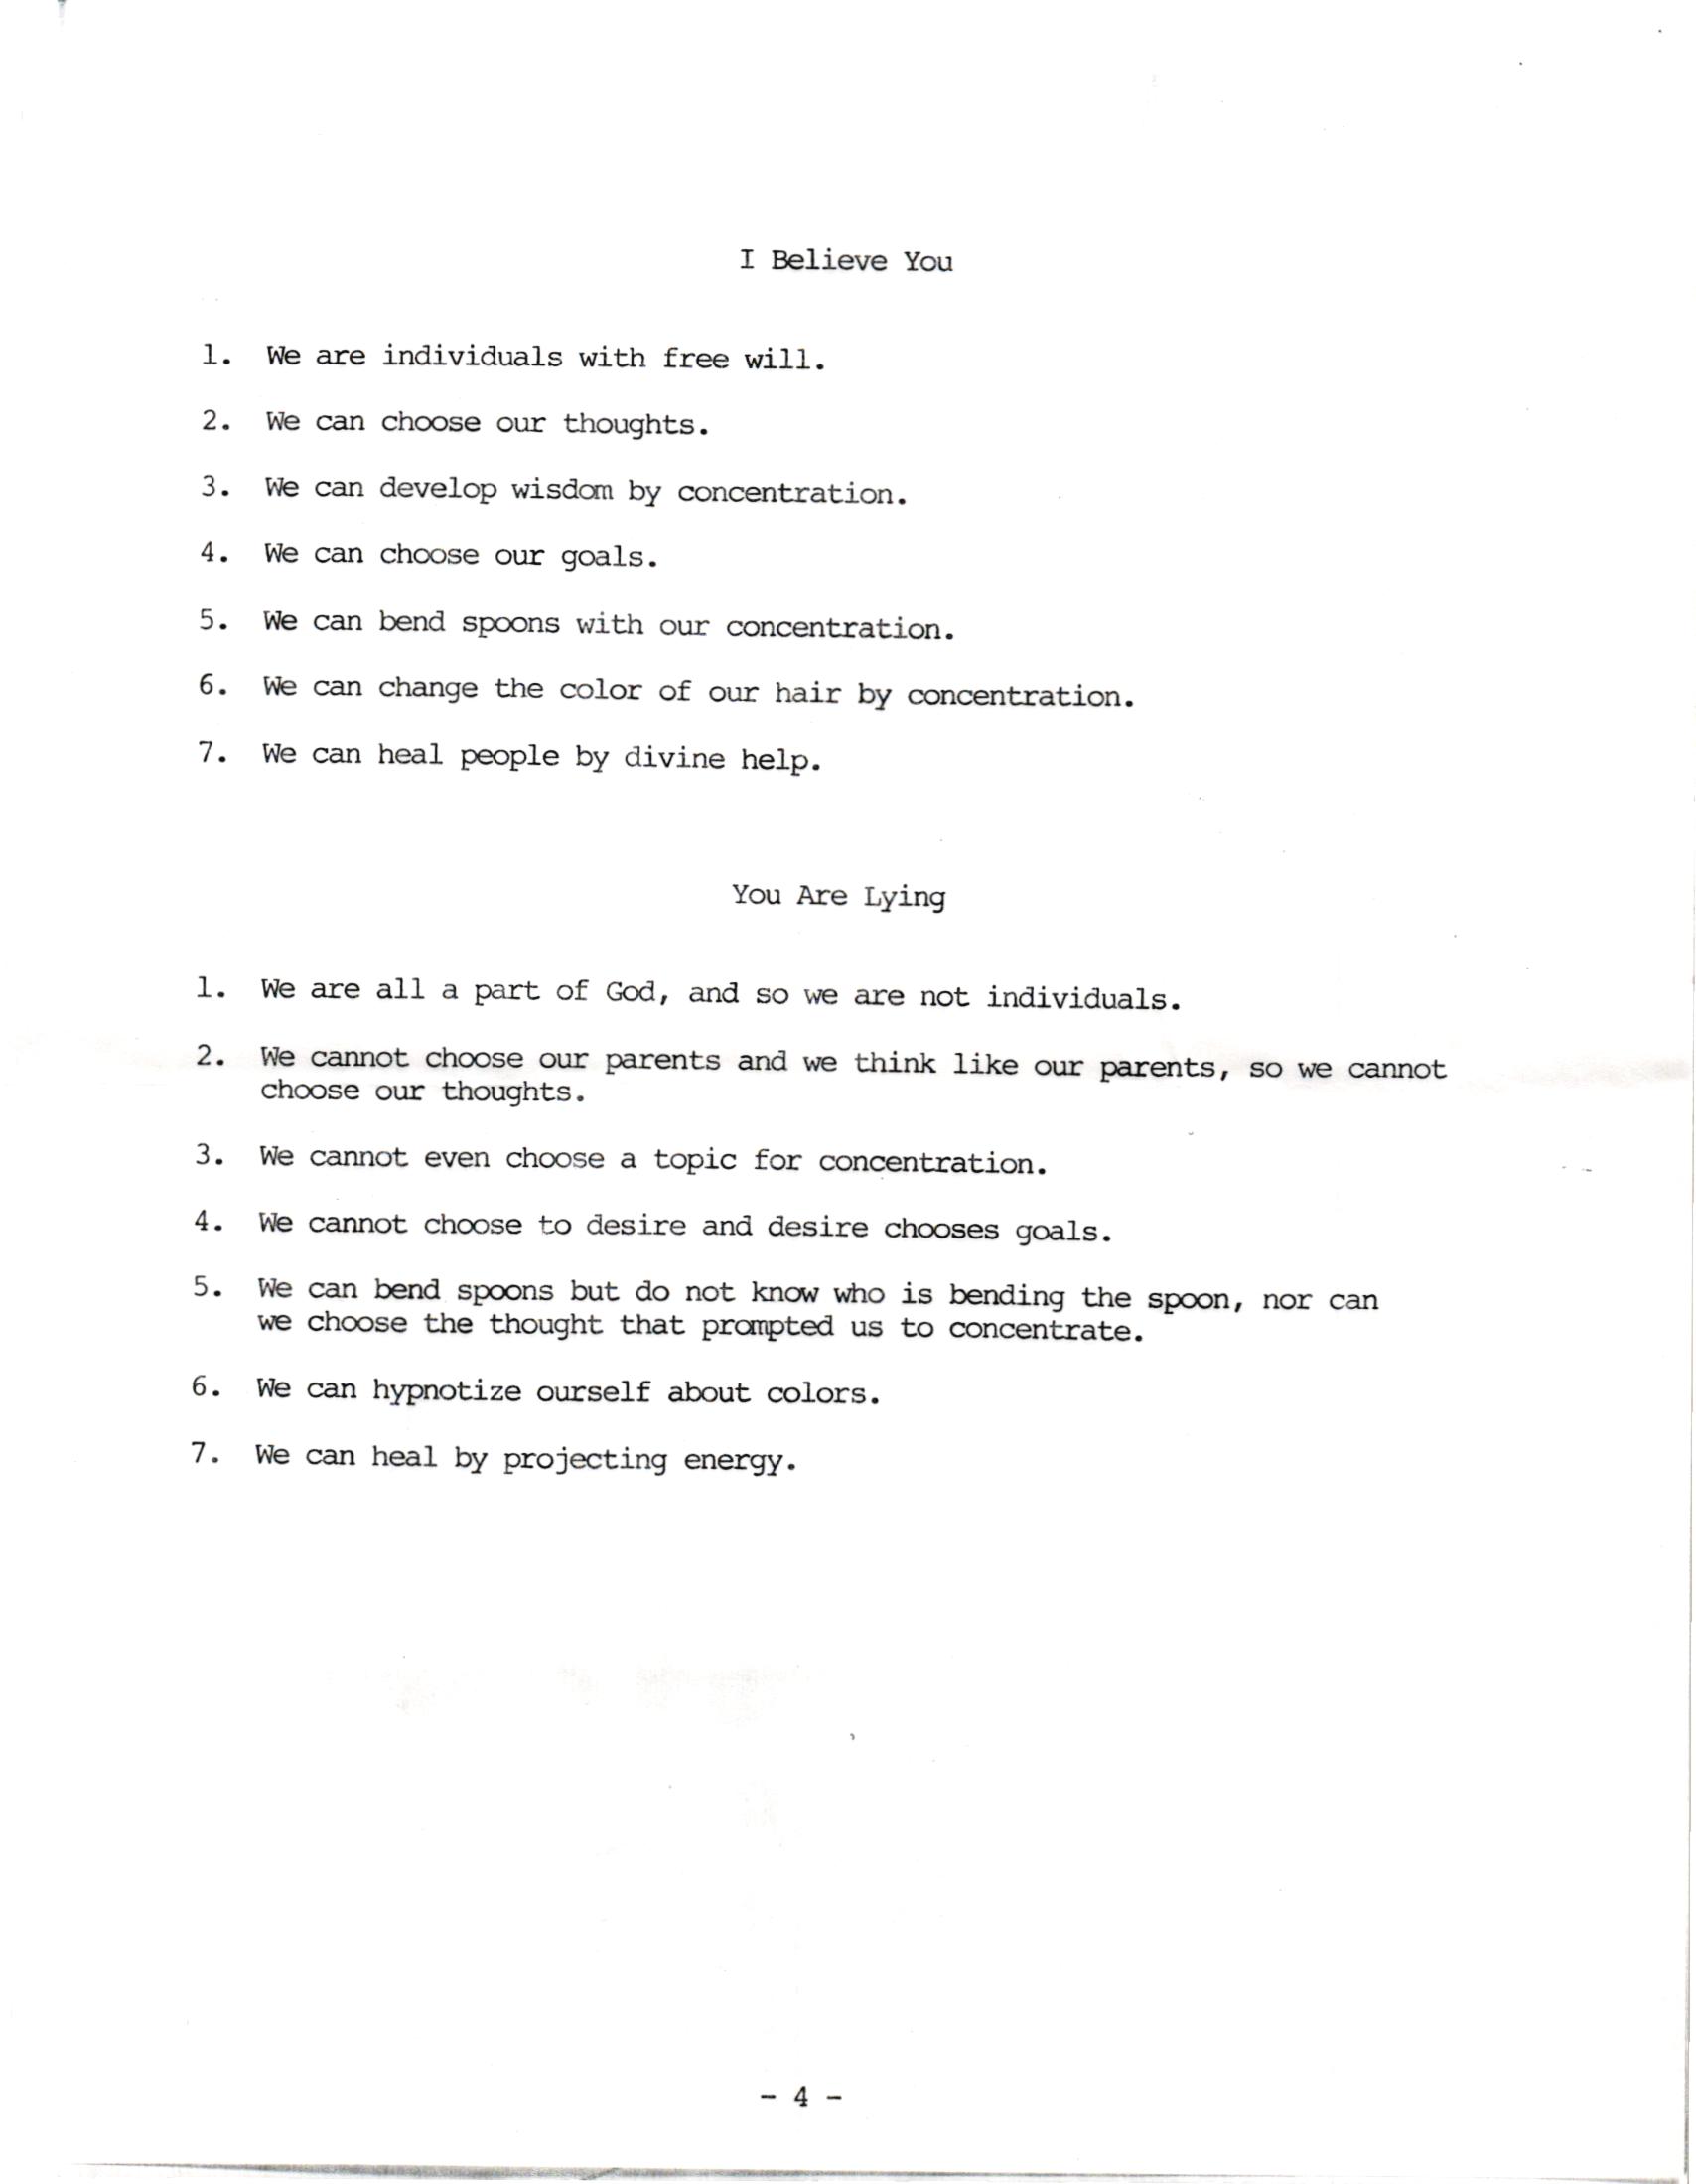 I Believe You
1. We are individuals with free will.
2. We can choose our thoughts.
3. We can develop wisdom by concentration.
4. We can choose our goals.
5. We can bend spoons with our concentration.
6. We can change the color of our hair by concentration.
7. We can heal people by divine help.
You Are Lying
1. We are all a part of God, and so we are not individuals.
2. We cannot choose our parents and we think like our parents, so we cannot
choose our thoughts.
3. We cannot even choose a topic for concentration.
4. We cannot choose to desire and desire chooses goals.
5. We can bend spoons but do not know who is bending the spoon, nor can
we choose the thought that prompted us to concentrate.
6. We can hypnotize ourself about colors.
7. We can heal by projecting energy.
- 4 -